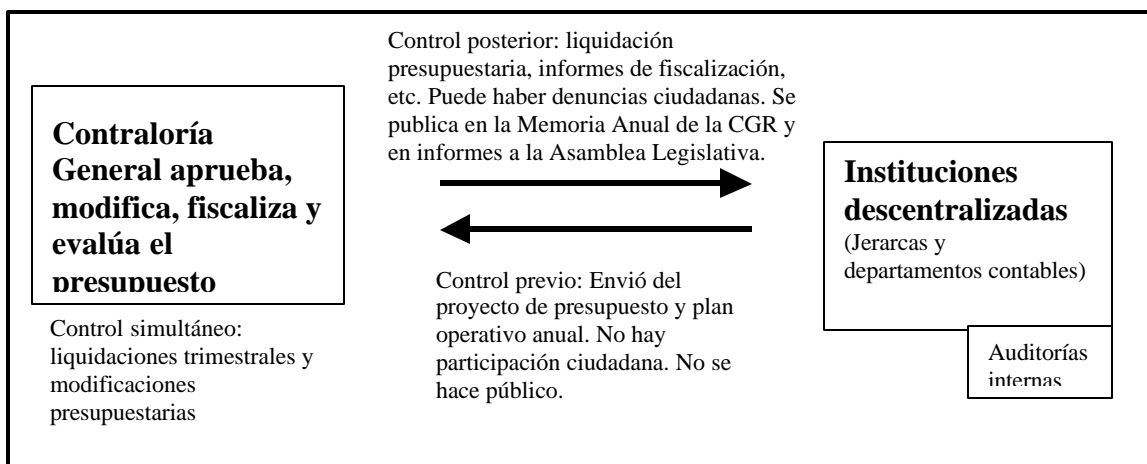 Control posterior: liquidación
presupuestaria, informes de fiscalización,
etc. Puede haber denuncias ciudadanas. Se
publica en la Memoria Anual de la CGR y
en informes a la Asamblea Legislativa.
Contraloría
General aprueba,
modifica, fiscaliza y
evalúa el
presupuesto
Control simultáneo:
liquidaciones trimestrales y
modificaciones
presupuestarias
Control previo: Envió del
proyecto de presupuesto y plan
operativo anual. No hay
participación ciudadana. No se
hace público.
Instituciones
descentralizadas
(Jerarcas y
departamentos contables)
Auditorías
internas